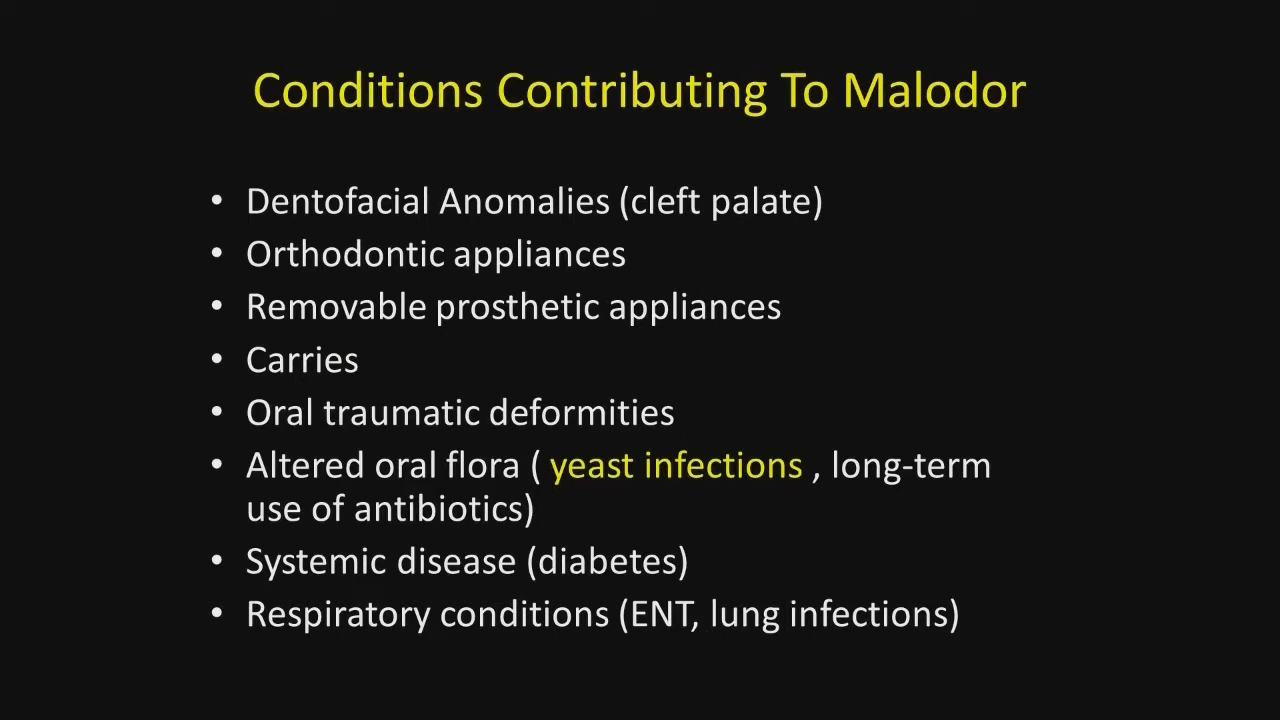 Conditions Contributing To Malodor
• Dentofacial Anomalies (cleft palate)
• Orthodontic appliances
• Removable prosthetic appliances
• Carries
• Oral traumatic deformities
• Altered oral flora ( yeast infections , long-term
use of antibiotics)
• Systemic disease (diabetes)
• Respiratory conditions (ENT, lung infections)